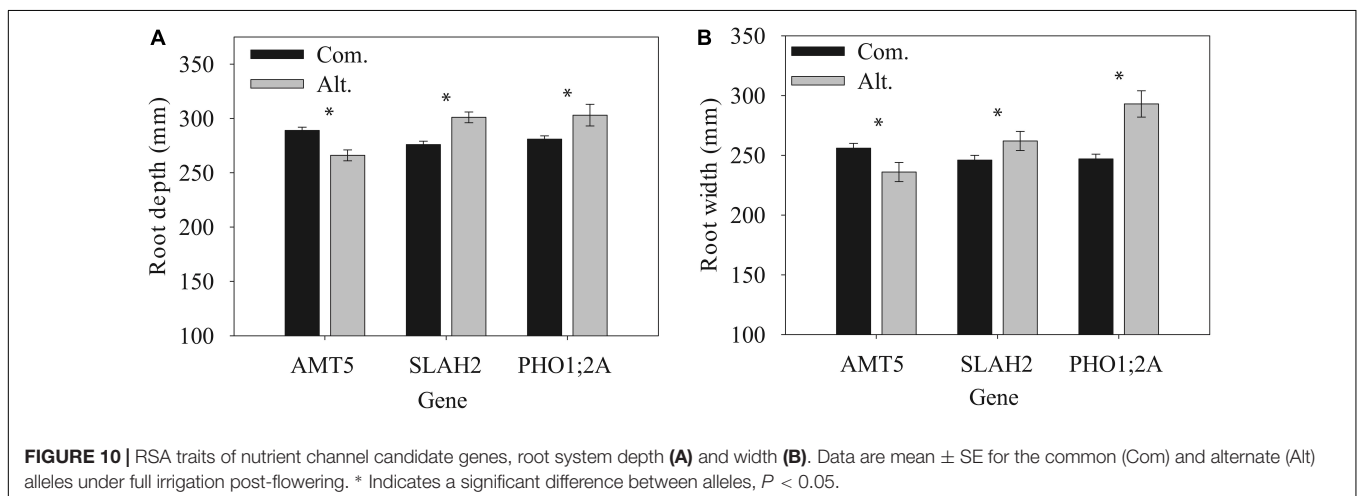 A
Com.
Alt.
350
300
250
200
150
100
Root depth (mm)
* * *
AMT5 SLAH2 PHO1;2A
Gene
B
Com.
Alt.
350
300
250
200
150
100
Root width (mm)
* * *
AMT5 SLAH2 PHO1;2A
Gene
FIGURE 10 | RSA traits of nutrient channel candidate genes, root system depth (A) and width (B). Data are mean ± SE for the common (Com) and alternate (Alt)
alleles under full irrigation post-flowering. * Indicates a significant difference between alleles, P < 0.05.